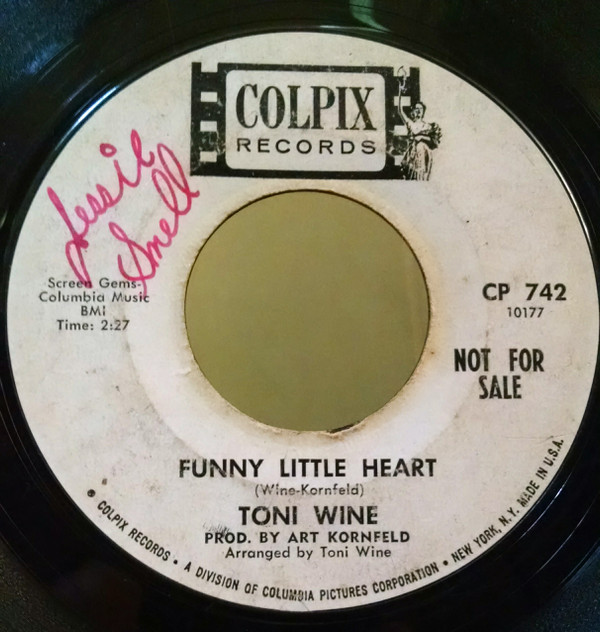 COLPIX
RECORDS
Jessie
Snell
Screen Gems-
Columbia Music
BMI
Time: 2:27
CP 742
10177
NOT FOR
SALE
FUNNY LITTLE HEART
(Wine-Kornfeld)
TONI WINE
PROD. BY ART KORNFELD
Arranged by Toni Wine
• COLPIX RECORDS • A DIVISION OF COLUMBIA PICTURES CORPORATION • NEW YORK, N.Y. MADE IN U.S.A.